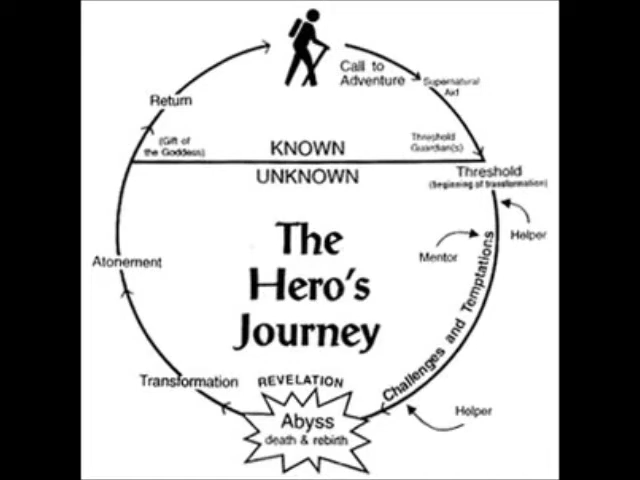 Call to
Adventure
Supernatural
Aid
Return
(Gift of
the Goddess)
KNOWN
Threshold
Guardian(s)
UNKNOWN
Threshold
(beginning of transformation)
Helper
Mentor
The
Hero's
Journey
Atonement
Challenges and Temptations
Transformation
REVELATION
Abyss
death & rebirth
Helper